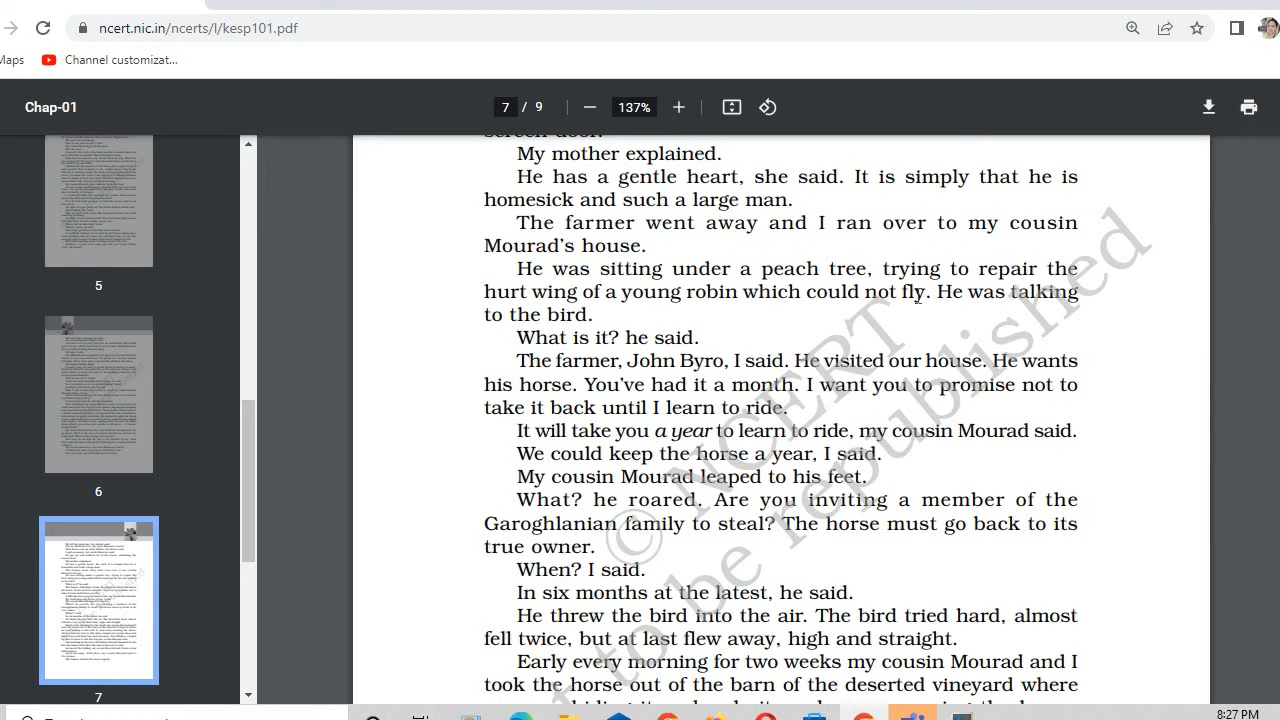 ncert.nic.in/ncerts/l/kesp101.pdf
Maps
Channel customizat...
Chap-01
7 / 9
137%
My mother explained.
He has a gentle heart, she said. It is simply that he is
homesick and such a large man.
The farmer went away and I ran over to my cousin
Mourad's house.
He was sitting under a peach tree, trying to repair the
hurt wing of a young robin which could not fly. He was talking
to the bird.
What is it? he said.
The farmer, John Byro, I said. He visited our house. He wants
his horse. You've had it a month. I want you to promise not to
take it back until I learn to ride.
It will take you a year to learn to ride, my cousin Mourad said.
We could keep the horse a year, I said.
My cousin Mourad leaped to his feet.
What? he roared. Are you inviting a member of the
Garoghlanian family to steal? The horse must go back to its
true owner.
When? I said.
In six months at the latest, he said.
He threw the bird into the air. The bird tried hard, almost
fell twice, but at last flew away, high and straight.
Early every morning for two weeks my cousin Mourad and I
took the horse out of the barn of the deserted vineyard where
5
6
7
© NCERT
to be republished
8:27 PM